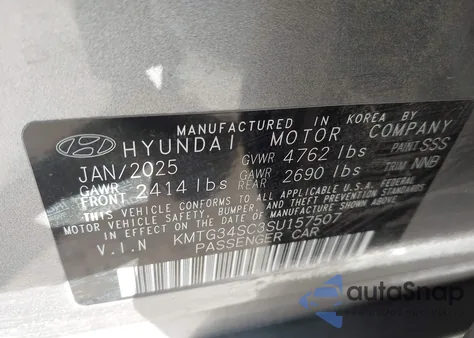 MANUFACTURED IN KOREA BY
HYUNDAI MOTOR COMPANY
JAN/2025 GVWR 4762 lbs PAINT SSS
GAWR FRONT 2414 lbs GAWR REAR 2690 lbs TRIM NNB
THIS VEHICLE CONFORMS TO ALL APPLICABLE U.S.A. FEDERAL
MOTOR VEHICLE SAFETY, BUMPER, AND THEFT PREVENTION
STANDARDS IN EFFECT ON THE DATE OF MANUFACTURE SHOWN ABOVE.
V.I.N KMTG34SC3SU157507
PASSENGER CAR
autoSnap